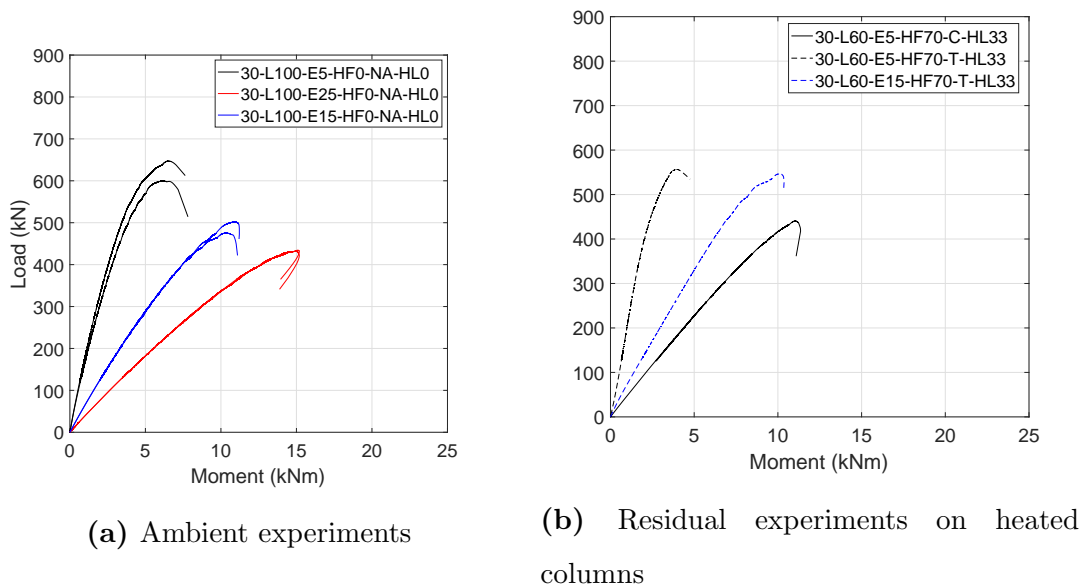 900
800
700
600
500
400
300
200
100
0
Load (kN)
0 5 10 15 20 25
Moment (kNm)
30-L100-E5-HF0-NA-HL0
30-L100-E25-HF0-NA-HL0
30-L100-E15-HF0-NA-HL0
(a) Ambient experiments
900
800
700
600
500
400
300
200
100
0
0 5 10 15 20 25
Moment (kNm)
30-L60-E5-HF70-C-HL33
30-L60-E5-HF70-T-HL33
30-L60-E15-HF70-T-HL33
(b) Residual experiments on heated
columns